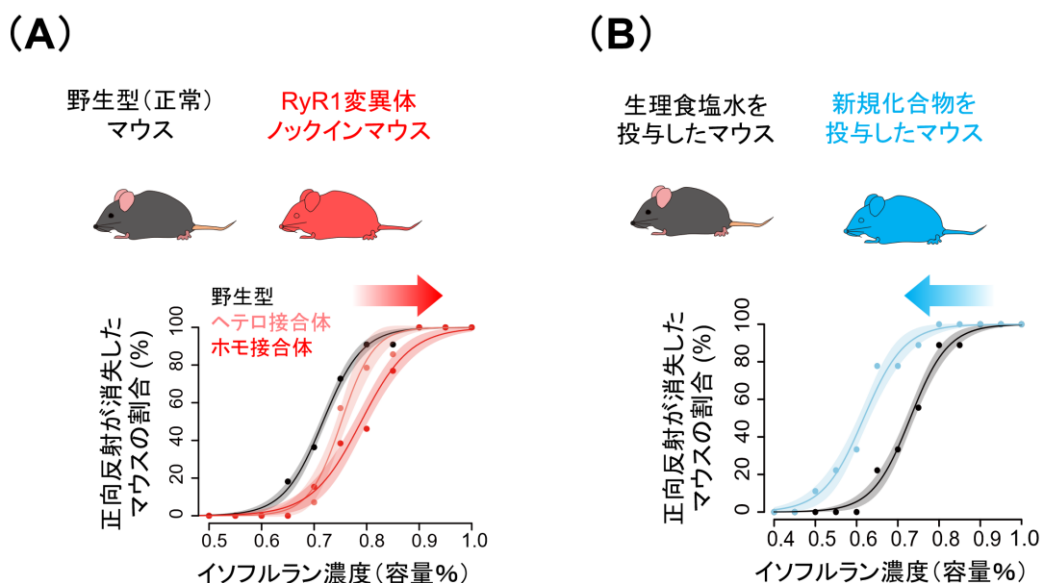 (A)
野生型(正常)
マウス
RyR1変異体
ノックインマウス
野生型
ヘテロ接合体
ホモ接合体
正向反射が消失した
マウスの割合(%)
100
80
60
40
20
0
0.5 0.6 0.7 0.8 0.9 1.0
イソフルラン濃度(容量%)
(B)
生理食塩水を
投与したマウス
新規化合物を
投与したマウス
正向反射が消失した
マウスの割合(%)
100
80
60
40
20
0
0.4 0.5 0.6 0.7 0.8 0.9 1.0
イソフルラン濃度(容量%)